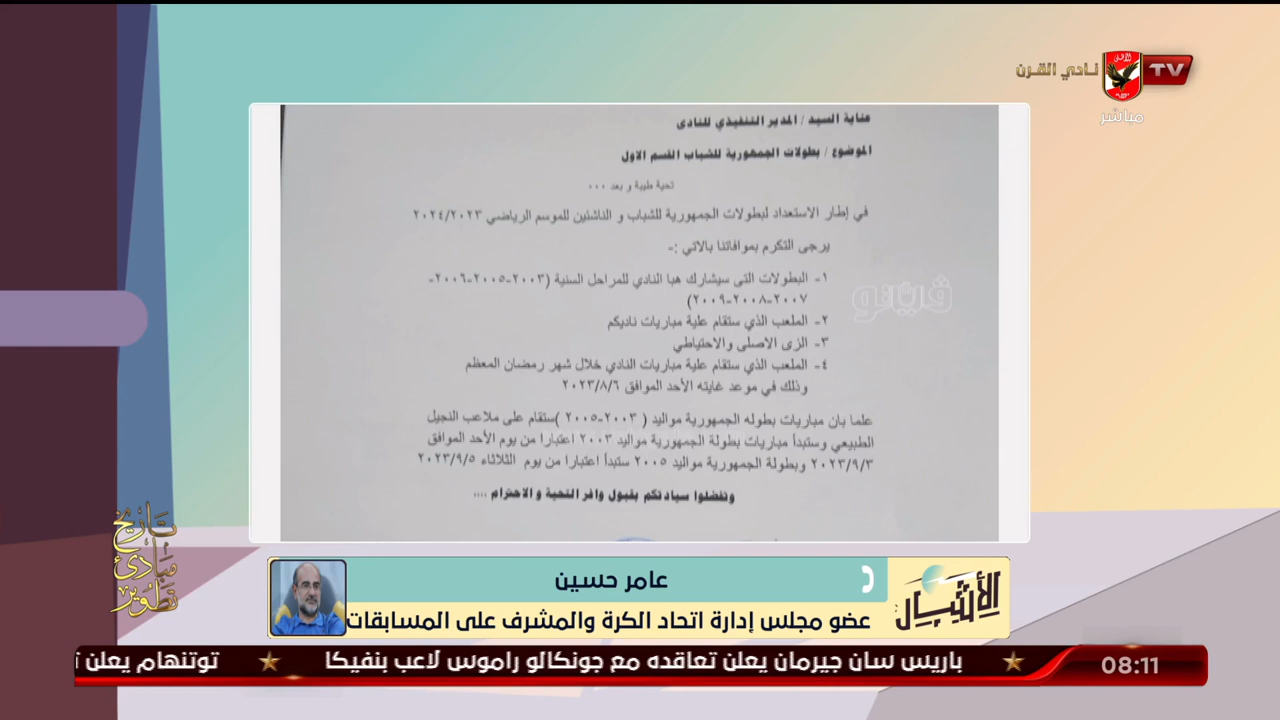 نادي القرن
TV
مباشر
عناية السيد / المدير التنفيذي للنادى
الموضوع / بطولات الجمهورية للشباب القسم الاول
تحية طيبة و بعد ...
في إطار الاستعداد لبطولات الجمهورية للشباب و الناشئين للموسم الرياضي ٢٠٢٤/٢٠٢٣
يرجى التكرم بموافاتنا بالاتي :-
١- البطولات التى سيشارك هبا النادي للمراحل السنية (٢٠٠٣-٢٠٠٥-٢٠٠٦-
٢٠٠٧-٢٠٠٨-٢٠٠٩)
٢- الملعب الذي ستقام علية مباريات ناديكم
٣- الزى الاصلى والاحتياطي
٤- الملعب الذي ستقام علية مباريات النادي خلال شهر رمضان المعظم
وذلك في موعد غايته الأحد الموافق ٢٠٢٣/٨/٦
علما بان مباريات بطوله الجمهورية مواليد ( ٢٠٠٣-٢٠٠٥ )ستقام على ملاعب النجيل
الطبيعي وستبدأ مباريات بطولة الجمهورية مواليد ٢٠٠٣ اعتبارا من يوم الأحد الموافق
٢٠٢٣/٩/٣ وبطولة الجمهورية مواليد ٢٠٠٥ ستبدأ اعتبارا من يوم الثلاثاء ٢٠٢٣/٩/٥
وتفضلوا سيادتكم بقبول وافر التحية والاحترام ....
تاريخ
مبادئ
تطوير
الأشبال
عامر حسين
عضو مجلس إدارة اتحاد الكرة والمشرف على المسابقات
08:11
باريس سان جيرمان يعلن تعاقده مع جونكالو راموس لاعب بنفيكا
توتنهام يعلن